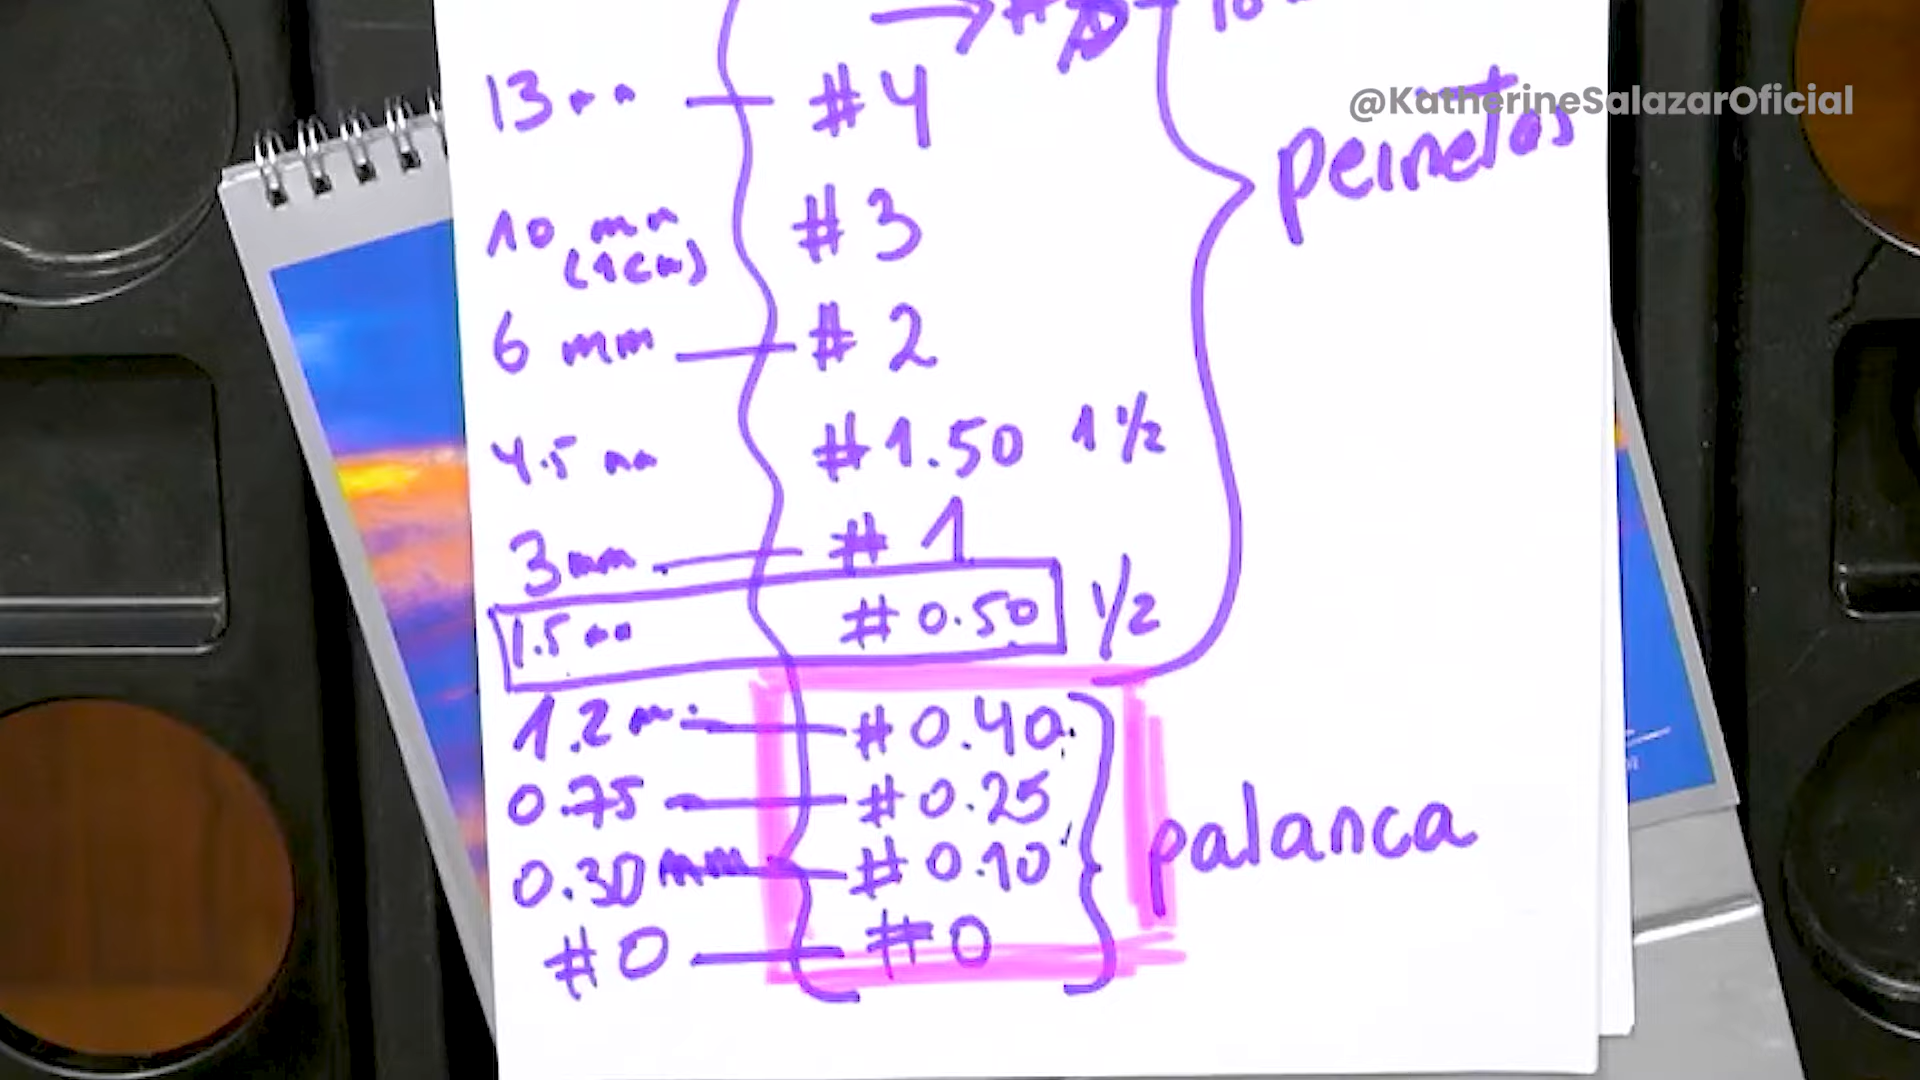 @KatherineSalazarOficial
13 mm #4
peinetas
10 mm #3
(1cm)
6 mm #2
4.5 mm #1.50 1 1/2
3mm #1
1.5 mm #0.50 1/2
1.2 m. #0.40
0.75 #0.25
palanca
0.30mm #0.10
#0 #0